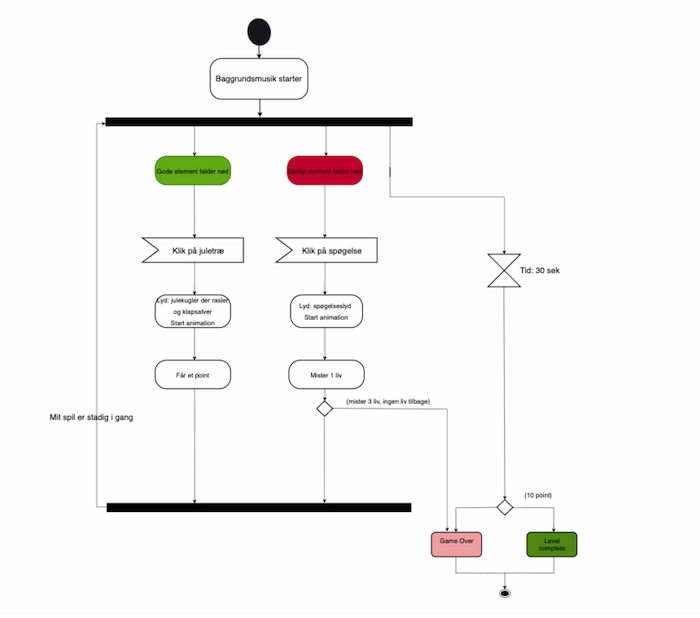 Baggrundsmusik starter
Gode element falder ned
Dårligt element falder ned
Klik på juletræ
Klik på spøgelse
Tid: 30 sek
Lyd: julekugler der rasler
og klapsalver
Start animation
Lyd: spøgelseslyd
Start animation
Får et point
Mister 1 liv
(mister 3 liv, ingen liv tilbage)
Mit spil er stadig i gang
(10 point)
Game Over
Level
complete